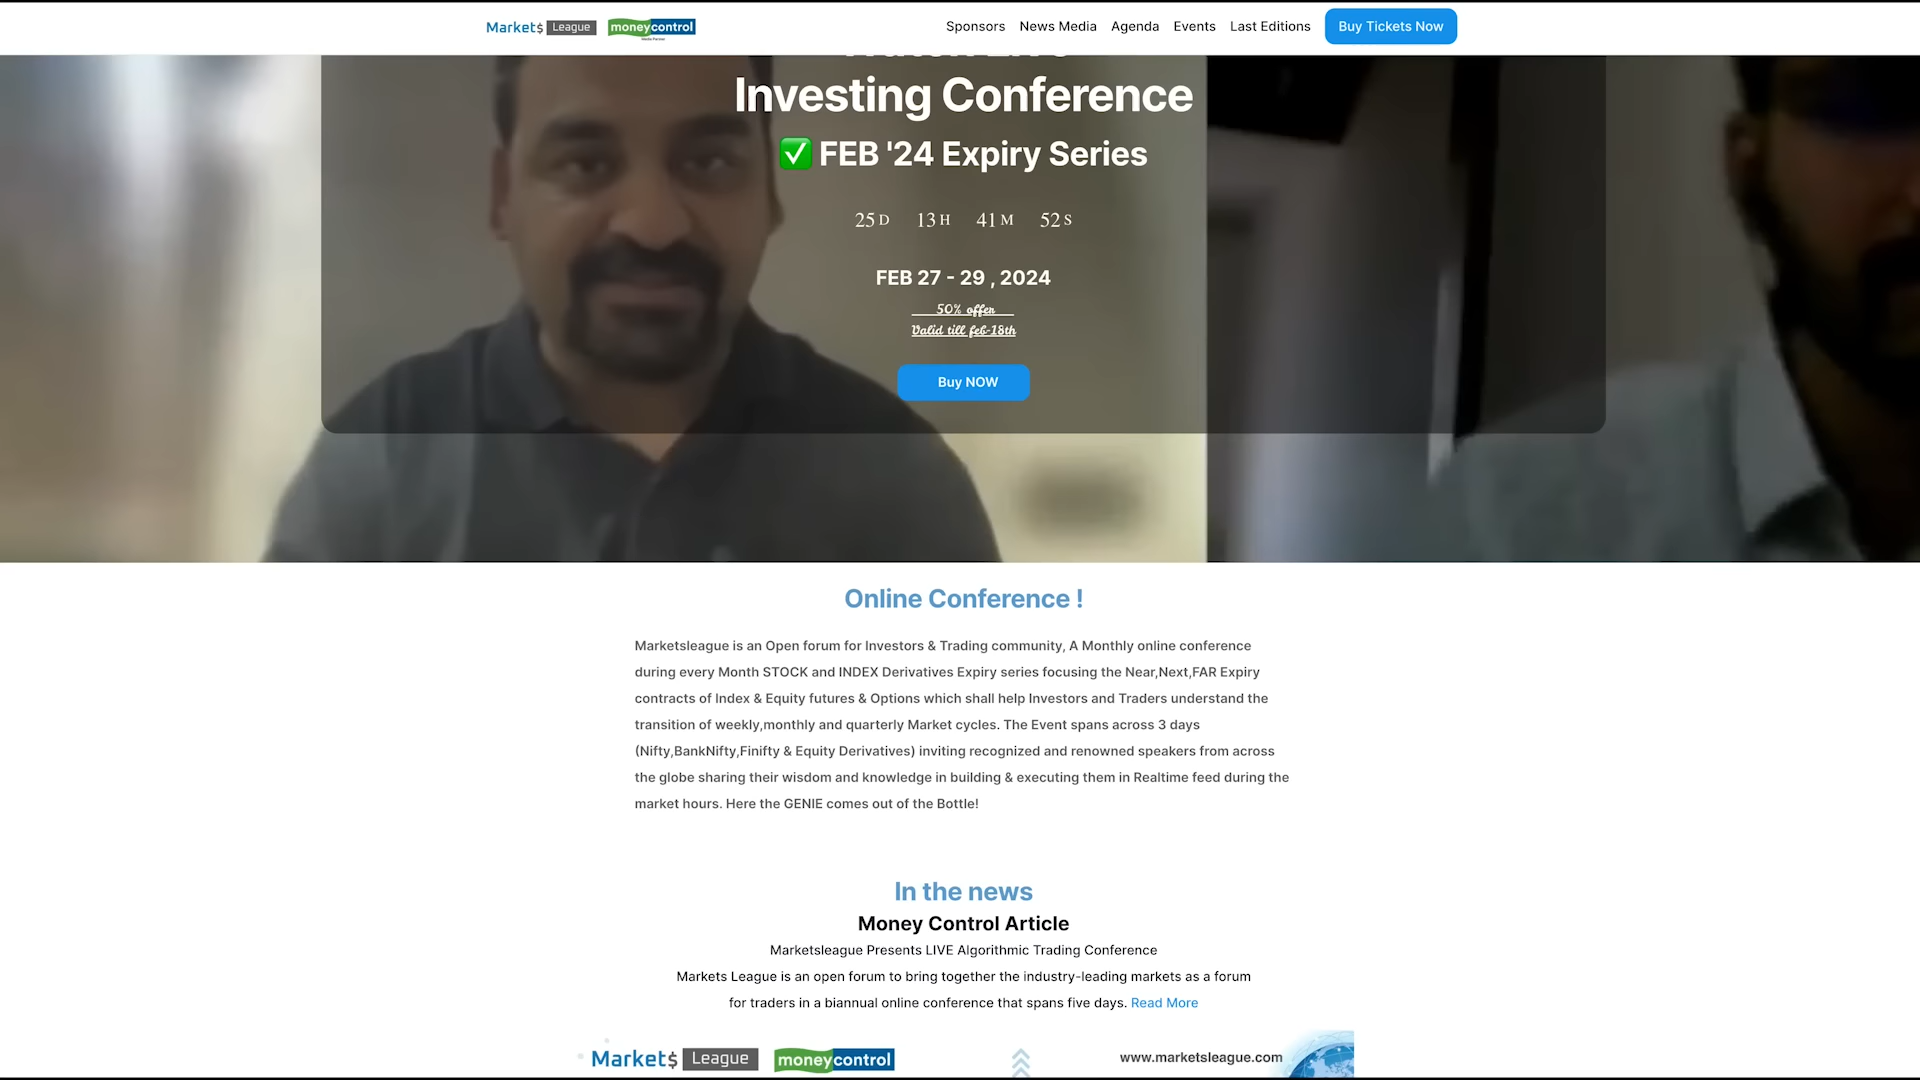 Market$ League moneycontrol
Sponsors News Media Agenda Events Last Editions Buy Tickets Now
Investing Conference
✅ FEB '24 Expiry Series
25 D 13 H 41 M 52 S
FEB 27 - 29 , 2024
50% offer
Valid till feb-18th
Buy NOW
Online Conference !
Marketsleague is an Open forum for Investors & Trading community, A Monthly online conference
during every Month STOCK and INDEX Derivatives Expiry series focusing the Near,Next,FAR Expiry
contracts of Index & Equity futures & Options which shall help Investors and Traders understand the
transition of weekly,monthly and quarterly Market cycles. The Event spans across 3 days
(Nifty,BankNifty,Finifty & Equity Derivatives) inviting recognized and renowned speakers from across
the globe sharing their wisdom and knowledge in building & executing them in Realtime feed during the
market hours. Here the GENIE comes out of the Bottle!
In the news
Money Control Article
Marketsleague Presents LIVE Algorithmic Trading Conference
Markets League is an open forum to bring together the industry-leading markets as a forum
for traders in a biannual online conference that spans five days. Read More
Market$ League moneycontrol www.marketsleague.com